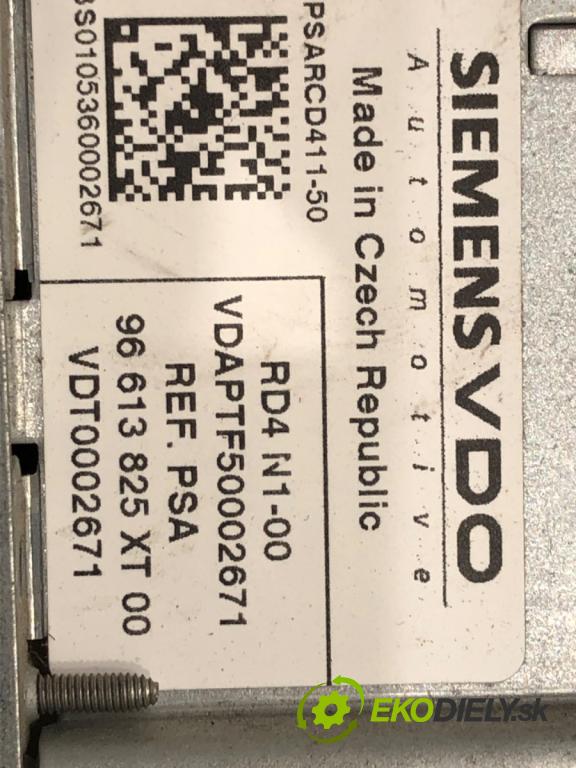 SIEMENS VDO
Automotive
Made in Czech Republic
PSARCD411-50
S0105360002671
RD4 N1-00
VDAPTF50002671
REF. PSA
96 613 825 XT 00
VDT0002671
EKODIELY.sk